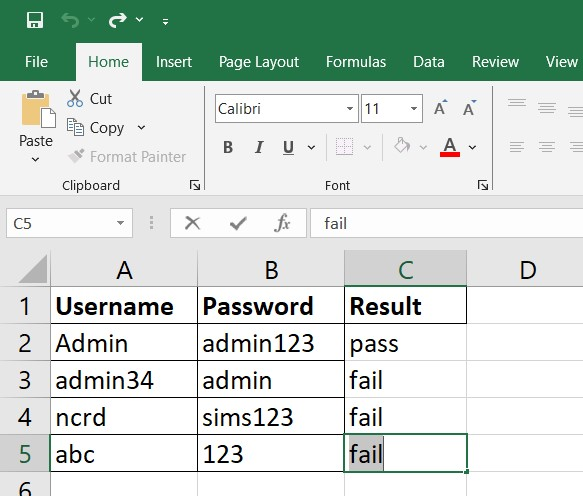 File Home Insert Page Layout Formulas Data Review View
Cut
Copy
Format Painter
Paste
Clipboard
Calibri 11 A A
B I U A
Font
C5 fx fail
A B C D
1 Username Password Result
2 Admin admin123 pass
3 admin34 admin fail
4 ncrd sims123 fail
5 abc 123 fail
6